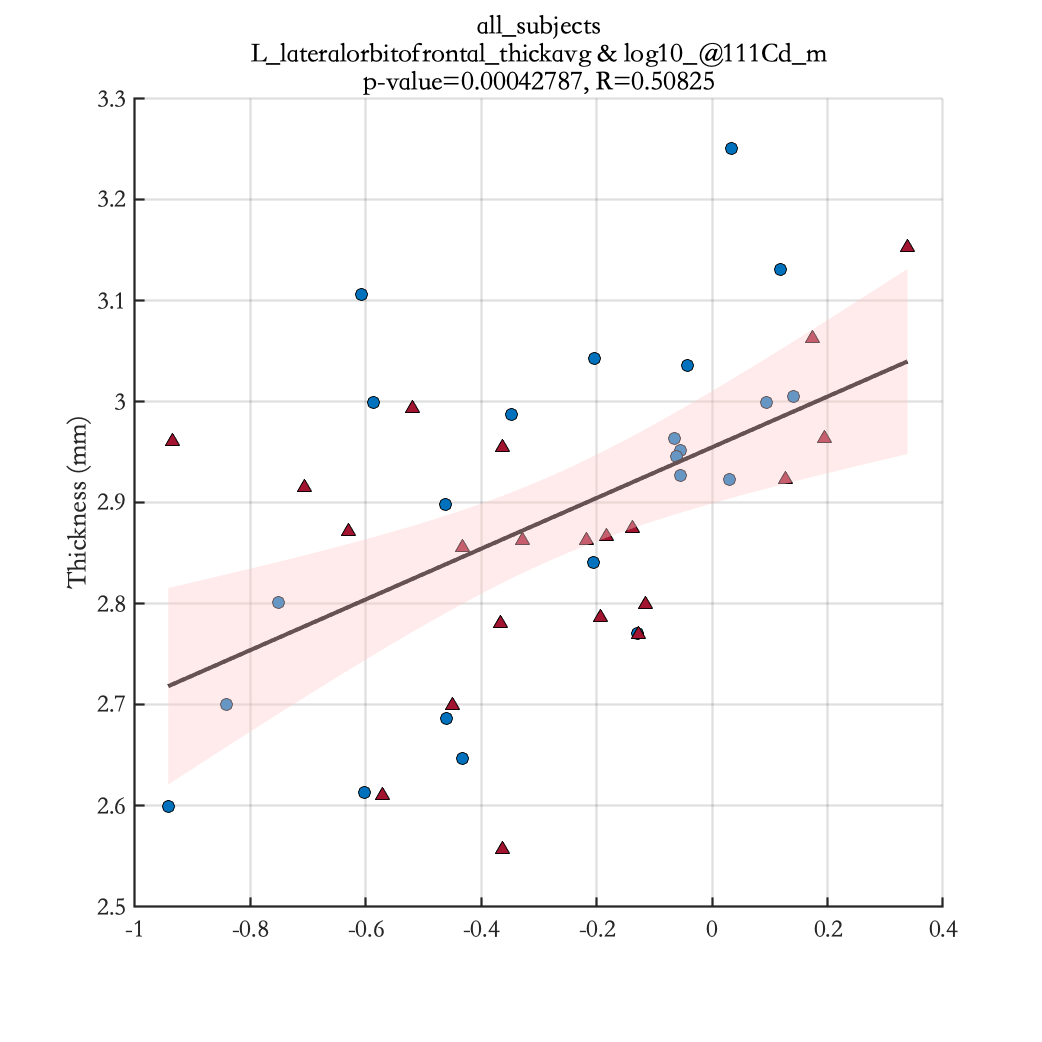 all_subjects
L_lateralorbitofrontal_thickavg & log10_@111Cd_m
p-value=0.00042787, R=0.50825
3.3
3.2
3.1
3
2.9
2.8
2.7
2.6
2.5
Thickness (mm)
-1 -0.8 -0.6 -0.4 -0.2 0 0.2 0.4